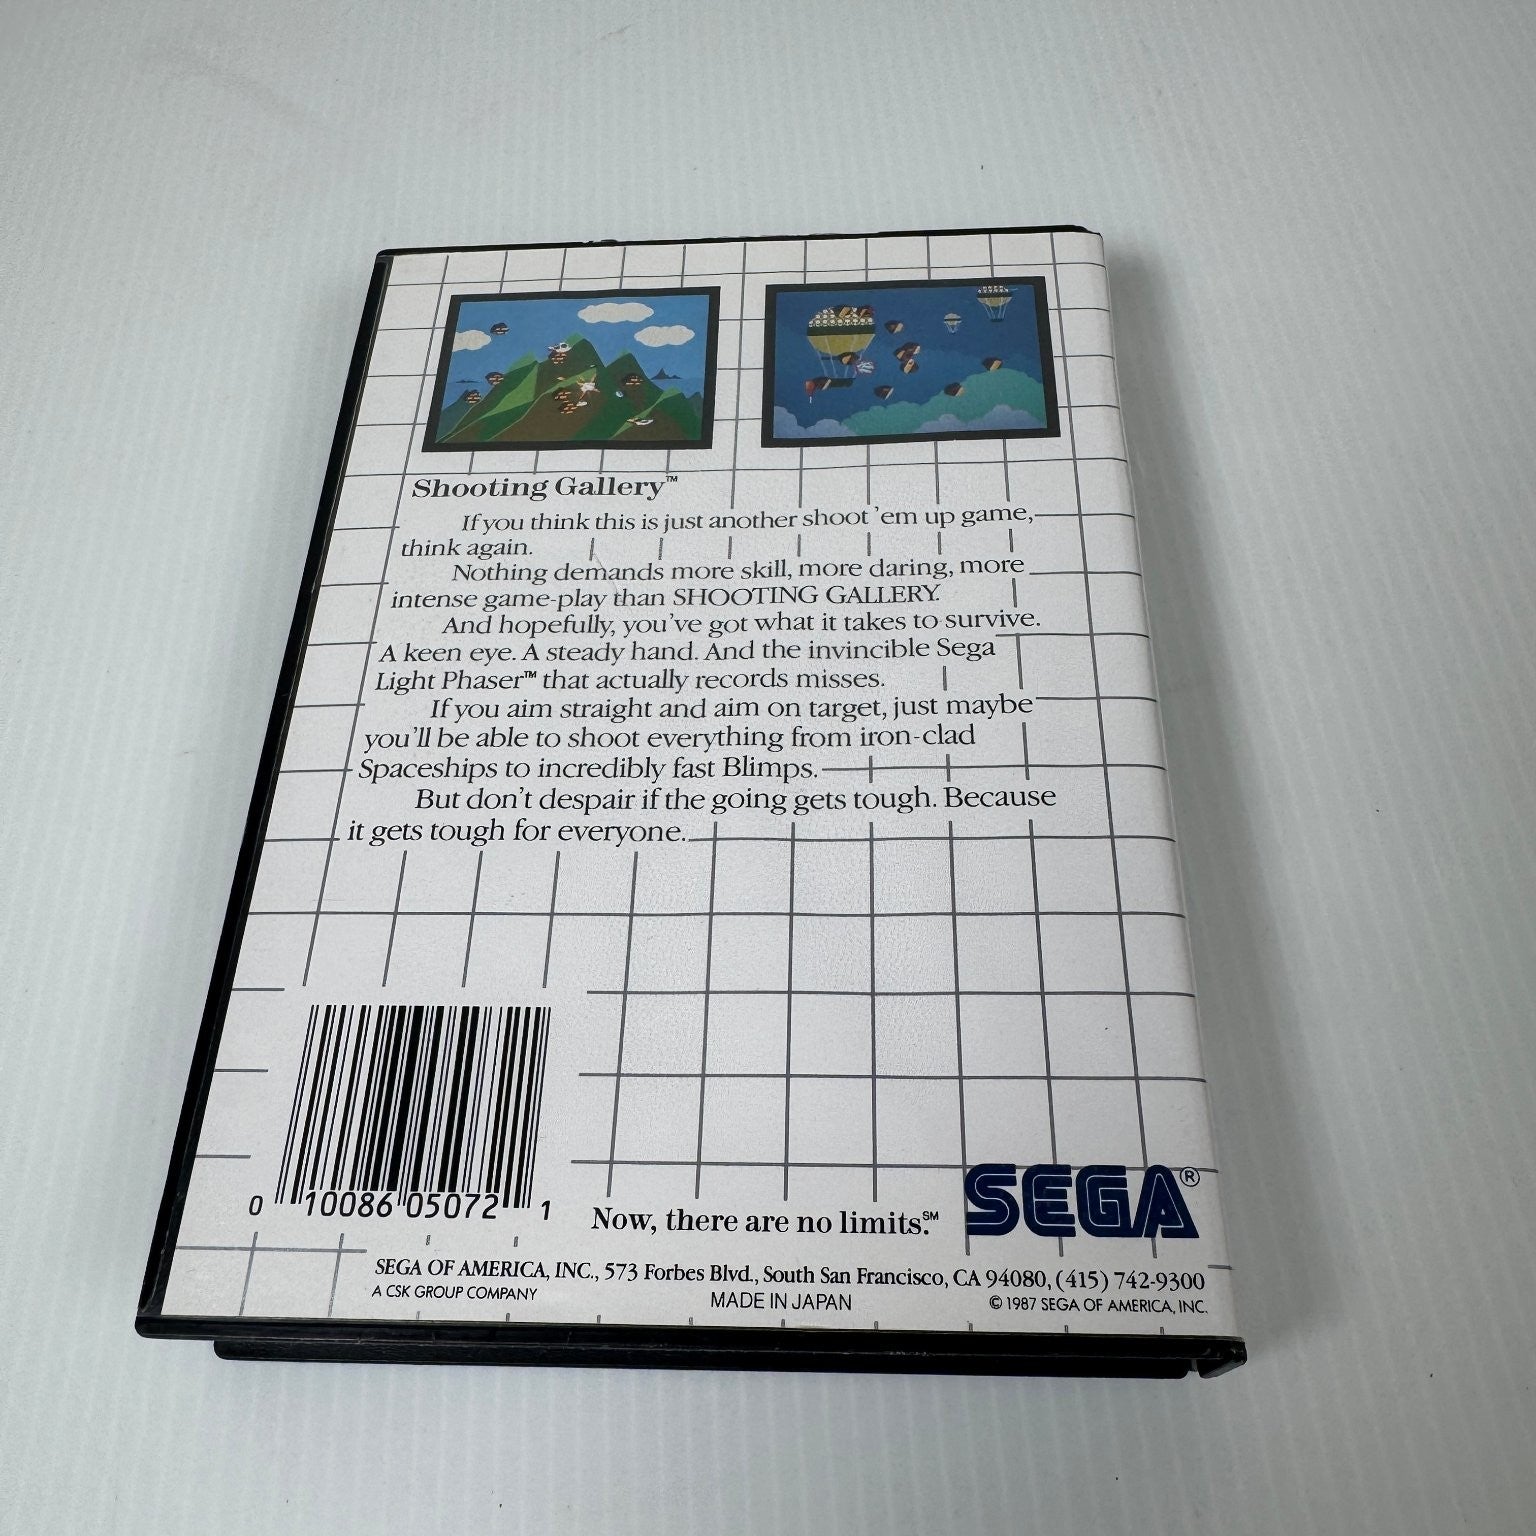 Shooting Gallery™
If you think this is just another shoot 'em up game,
think again.
Nothing demands more skill, more daring, more
intense game-play than SHOOTING GALLERY.
And hopefully, you've got what it takes to survive.
A keen eye. A steady hand. And the invincible Sega
Light Phaser™ that actually records misses.
If you aim straight and aim on target, just maybe
you'll be able to shoot everything from iron-clad
Spaceships to incredibly fast Blimps.
But don't despair if the going gets tough. Because
it gets tough for everyone.
0 10086 05072 1
Now, there are no limits.℠ SEGA®
SEGA OF AMERICA, INC., 573 Forbes Blvd., South San Francisco, CA 94080, (415) 742-9300
A CSK GROUP COMPANY MADE IN JAPAN © 1987 SEGA OF AMERICA, INC.